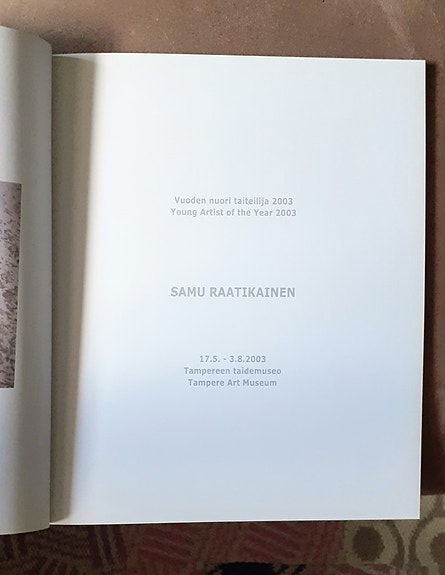 Vuoden nuori taiteilija 2003
Young Artist of the Year 2003
SAMU RAATIKAINEN
17.5. - 3.8.2003
Tampereen taidemuseo
Tampere Art Museum